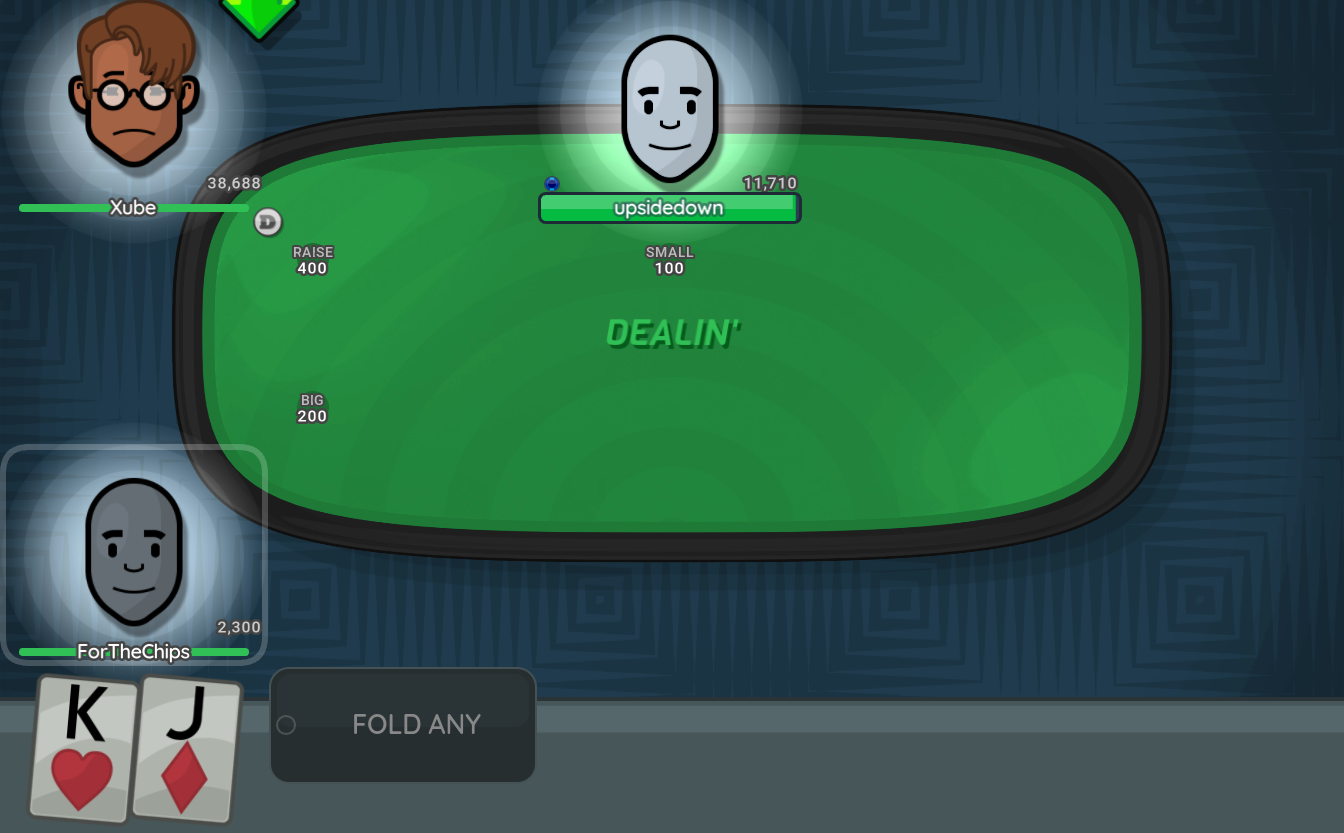 38,688
Xube
D
RAISE
400
11,710
upsidedown
SMALL
100
DEALIN'
BIG
200
2,300
ForTheChips
K
J
FOLD ANY